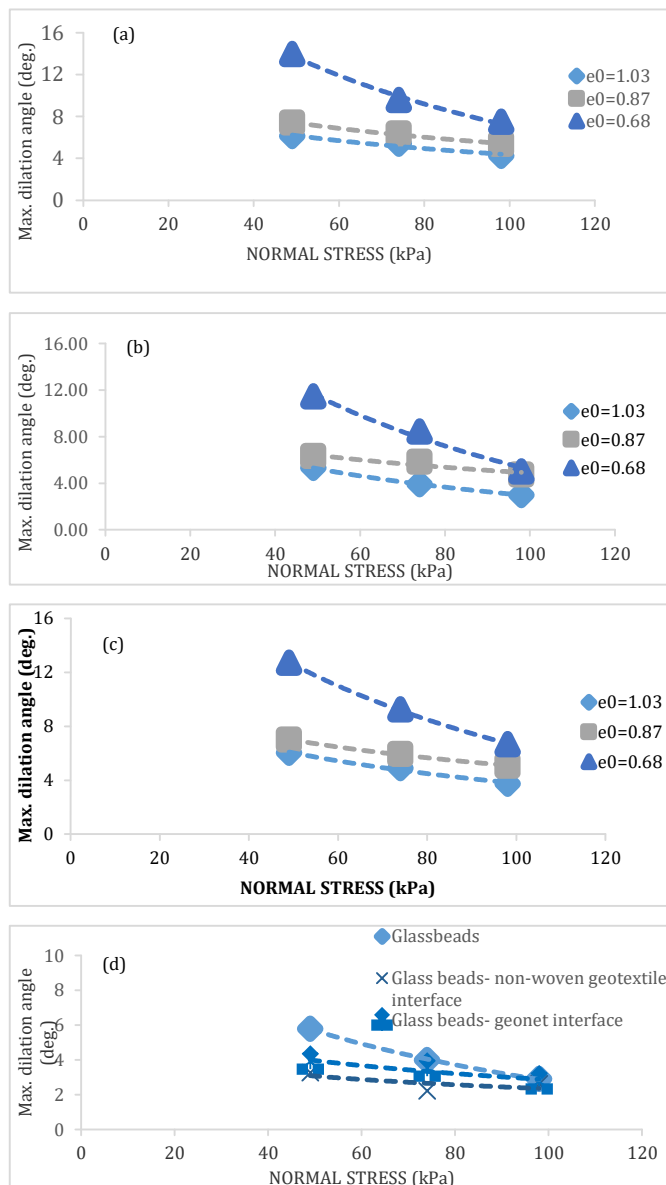 (a)
Max. dilation angle (deg.)
16
12
8
4
0
0 20 40 60 80 100 120
NORMAL STRESS (kPa)
e0=1.03
e0=0.87
e0=0.68
(b)
Max. dilation angle (deg.)
16.00
12.00
8.00
4.00
0.00
0 20 40 60 80 100 120
NORMAL STRESS (kPa)
e0=1.03
e0=0.87
e0=0.68
(c)
Max. dilation angle (deg.)
16
12
8
4
0
0 20 40 60 80 100 120
NORMAL STRESS (kPa)
e0=1.03
e0=0.87
e0=0.68
(d)
Max. dilation angle
(deg.)
10
8
6
4
2
0
0 20 40 60 80 100 120
NORMAL STRESS (kPa)
Glassbeads
Glass beads- non-woven geotextile
interface
Glass beads- geonet interface